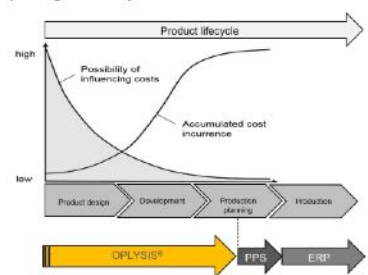 Product lifecycle
high
Possibility of
influencing costs
Accumulated cost
incurrence
low
Product design
Development
Production
planning
Production
OPLYSIS®
PPS
ERP